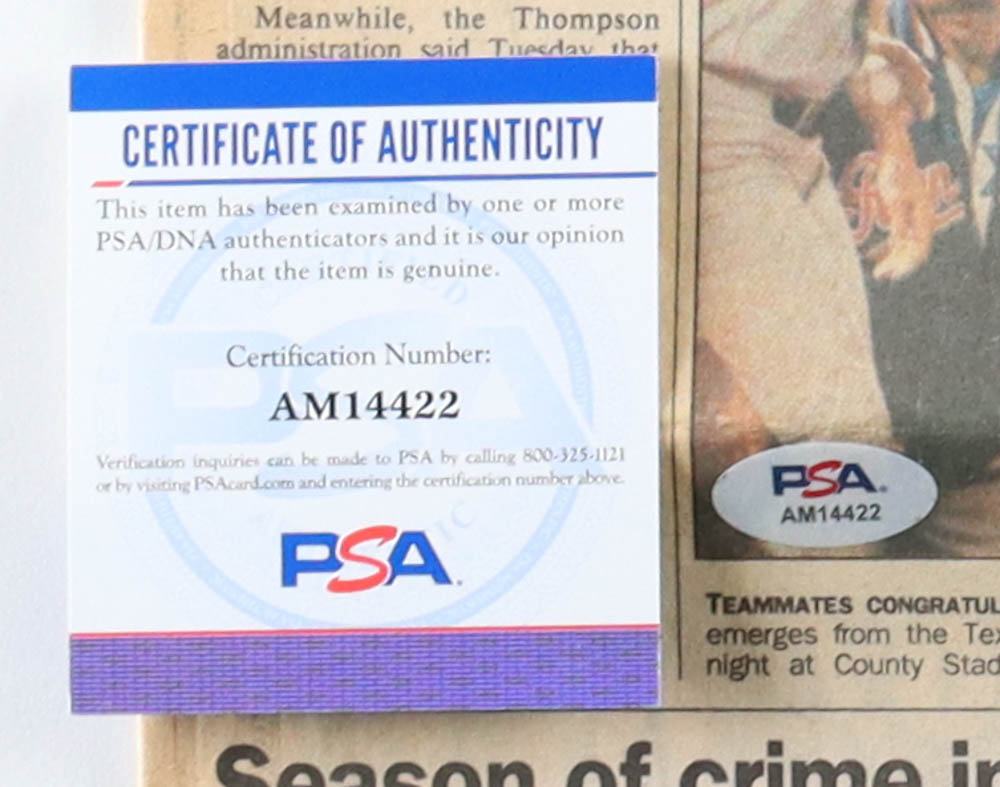 Meanwhile, the Thompson
administration said Tuesday that
CERTIFICATE OF AUTHENTICITY
This item has been examined by one or more
PSA/DNA authenticators and it is our opinion
that the item is genuine.
Certification Number:
AM14422
Verification inquiries can be made to PSA by calling 800-325-1121
or by visiting PSAcard.com and entering the certification number above.
PSA.
PSA.
AM14422
TEAMMATES CONGRATUL
emerges from the Tex
night at County Stad
Season of crime in